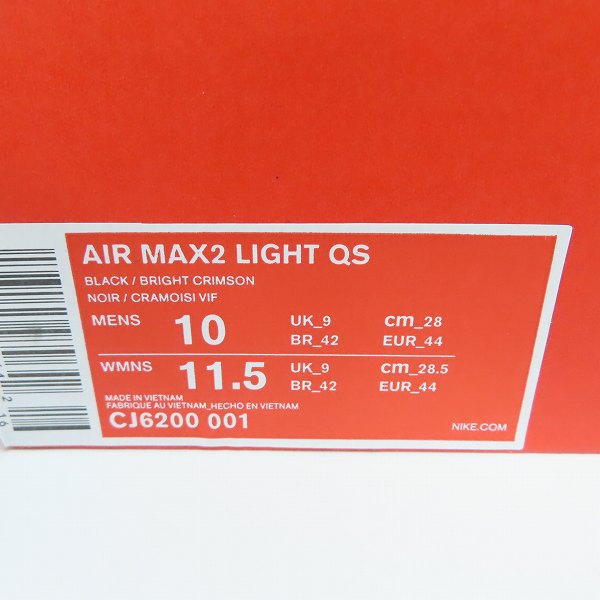 AIR MAX2 LIGHT QS
BLACK / BRIGHT CRIMSON
NOIR / CRAMOISI VIF
MENS 10 UK_9 cm_28
BR_42 EUR_44
WMNS 11.5 UK_9 cm_28.5
BR_42 EUR_44
MADE IN VIETNAM
FABRIQUE AU VIETNAM_HECHO EN VIETNAM
CJ6200 001
NIKE.COM